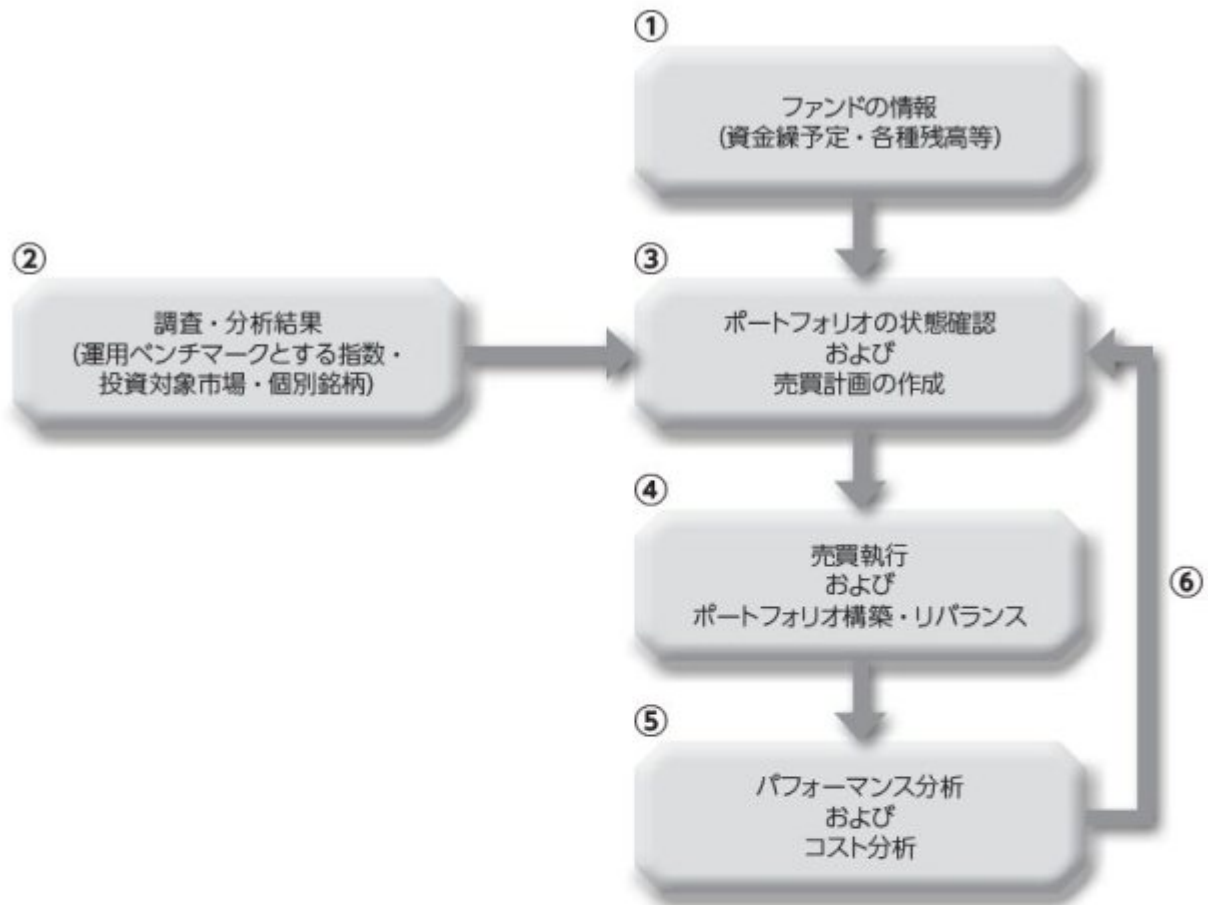 ①
ファンドの情報
(資金繰予定・各種残高等)
②
調査・分析結果
(運用ベンチマークとする指数・
投資対象市場・個別銘柄)
③
ポートフォリオの状態確認
および
売買計画の作成
④
売買執行
および
ポートフォリオ構築・リバランス
⑤
パフォーマンス分析
および
コスト分析
⑥